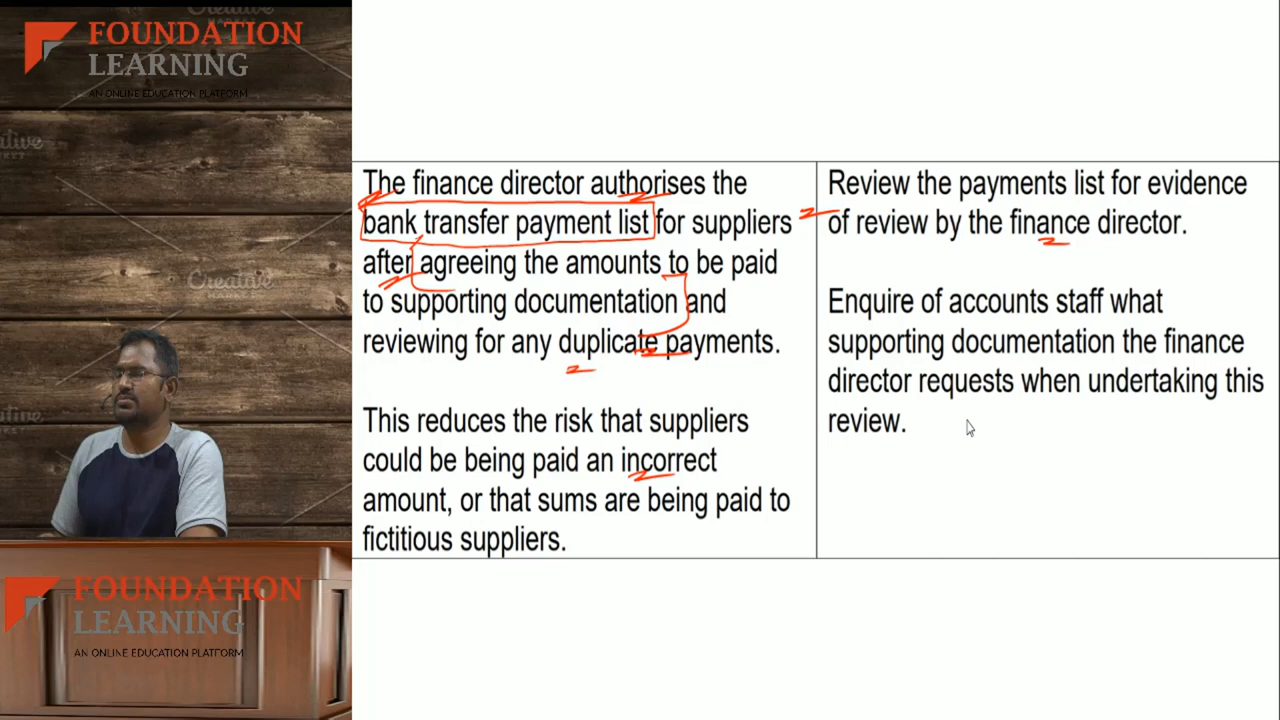 FOUNDATION
LEARNING
AN ONLINE EDUCATION PLATFORM
The finance director authorises the
bank transfer payment list for suppliers
after agreeing the amounts to be paid
to supporting documentation and
reviewing for any duplicate payments.
This reduces the risk that suppliers
could be being paid an incorrect
amount, or that sums are being paid to
fictitious suppliers.
Review the payments list for evidence
of review by the finance director.
Enquire of accounts staff what
supporting documentation the finance
director requests when undertaking this
review.
Creative
MARKET
Creative
FOUNDATION
LEARNING
AN ONLINE EDUCATION PLATFORM